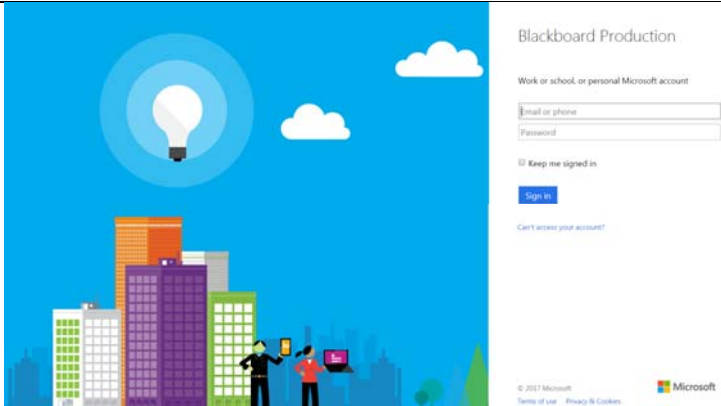 Blackboard Production
Work or school, or personal Microsoft account
Email or phone
Password
Keep me signed in
Sign in
Can't access your account?
© 2017 Microsoft
Terms of use Privacy & Cookies
Microsoft